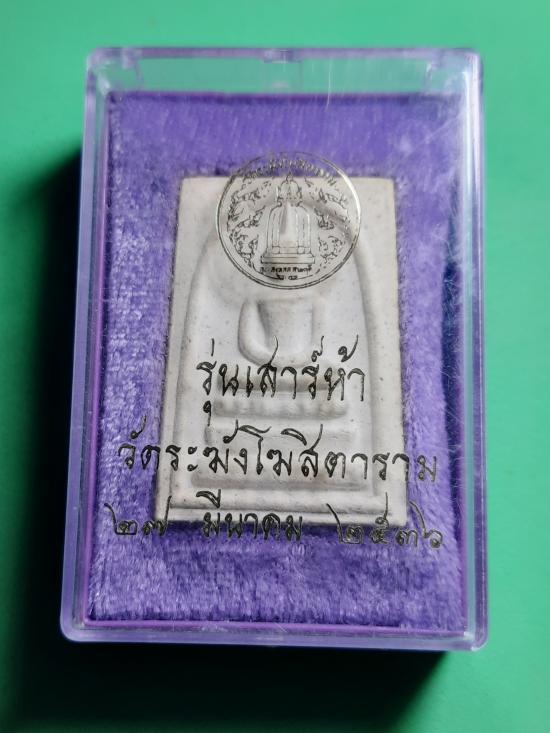 รุ่นเสาร์ห้า
วัดระฆังโฆสิตาราม
๒๗ มีนาคม ๒๕๓๖